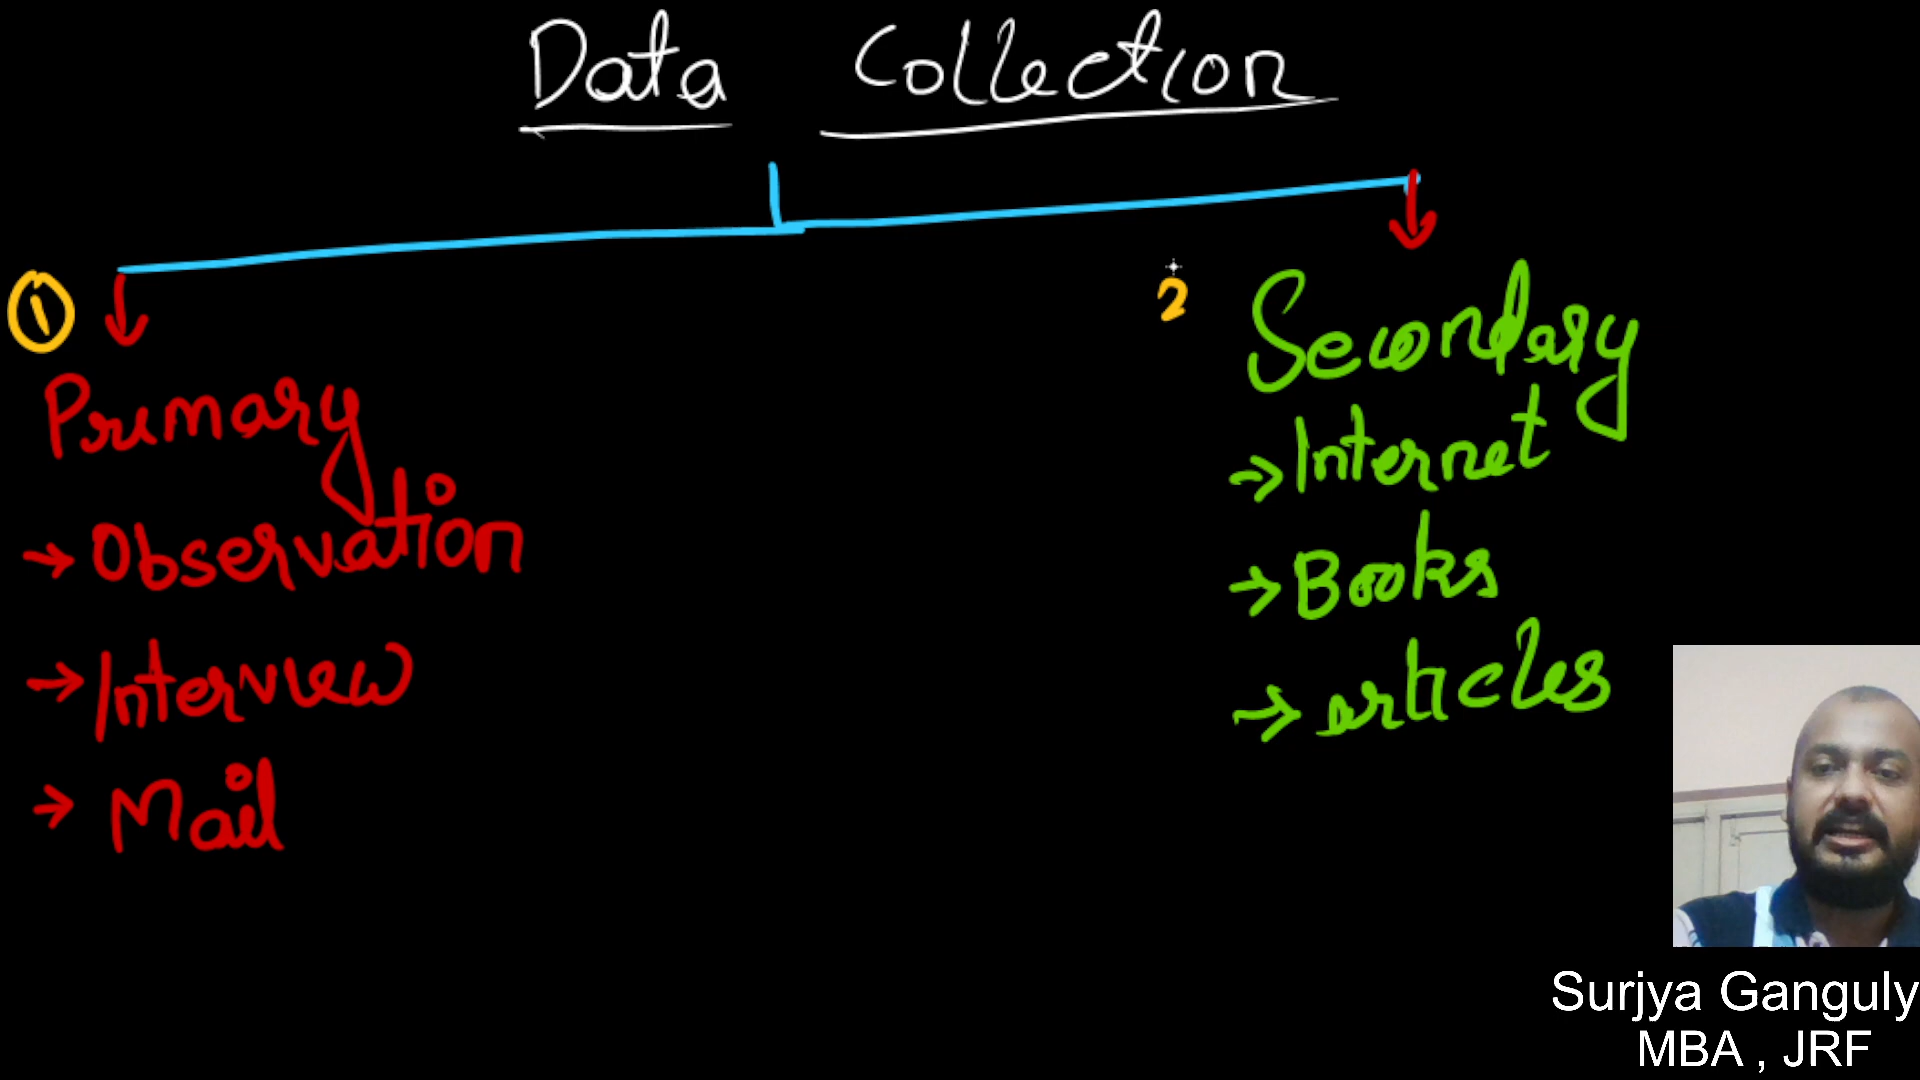 Data Collection
1
Primary
→ Observation
→ Interview
→ Mail
2
Secondary
→ Internet
→ Books
→ articles
Surjya Ganguly
MBA , JRF